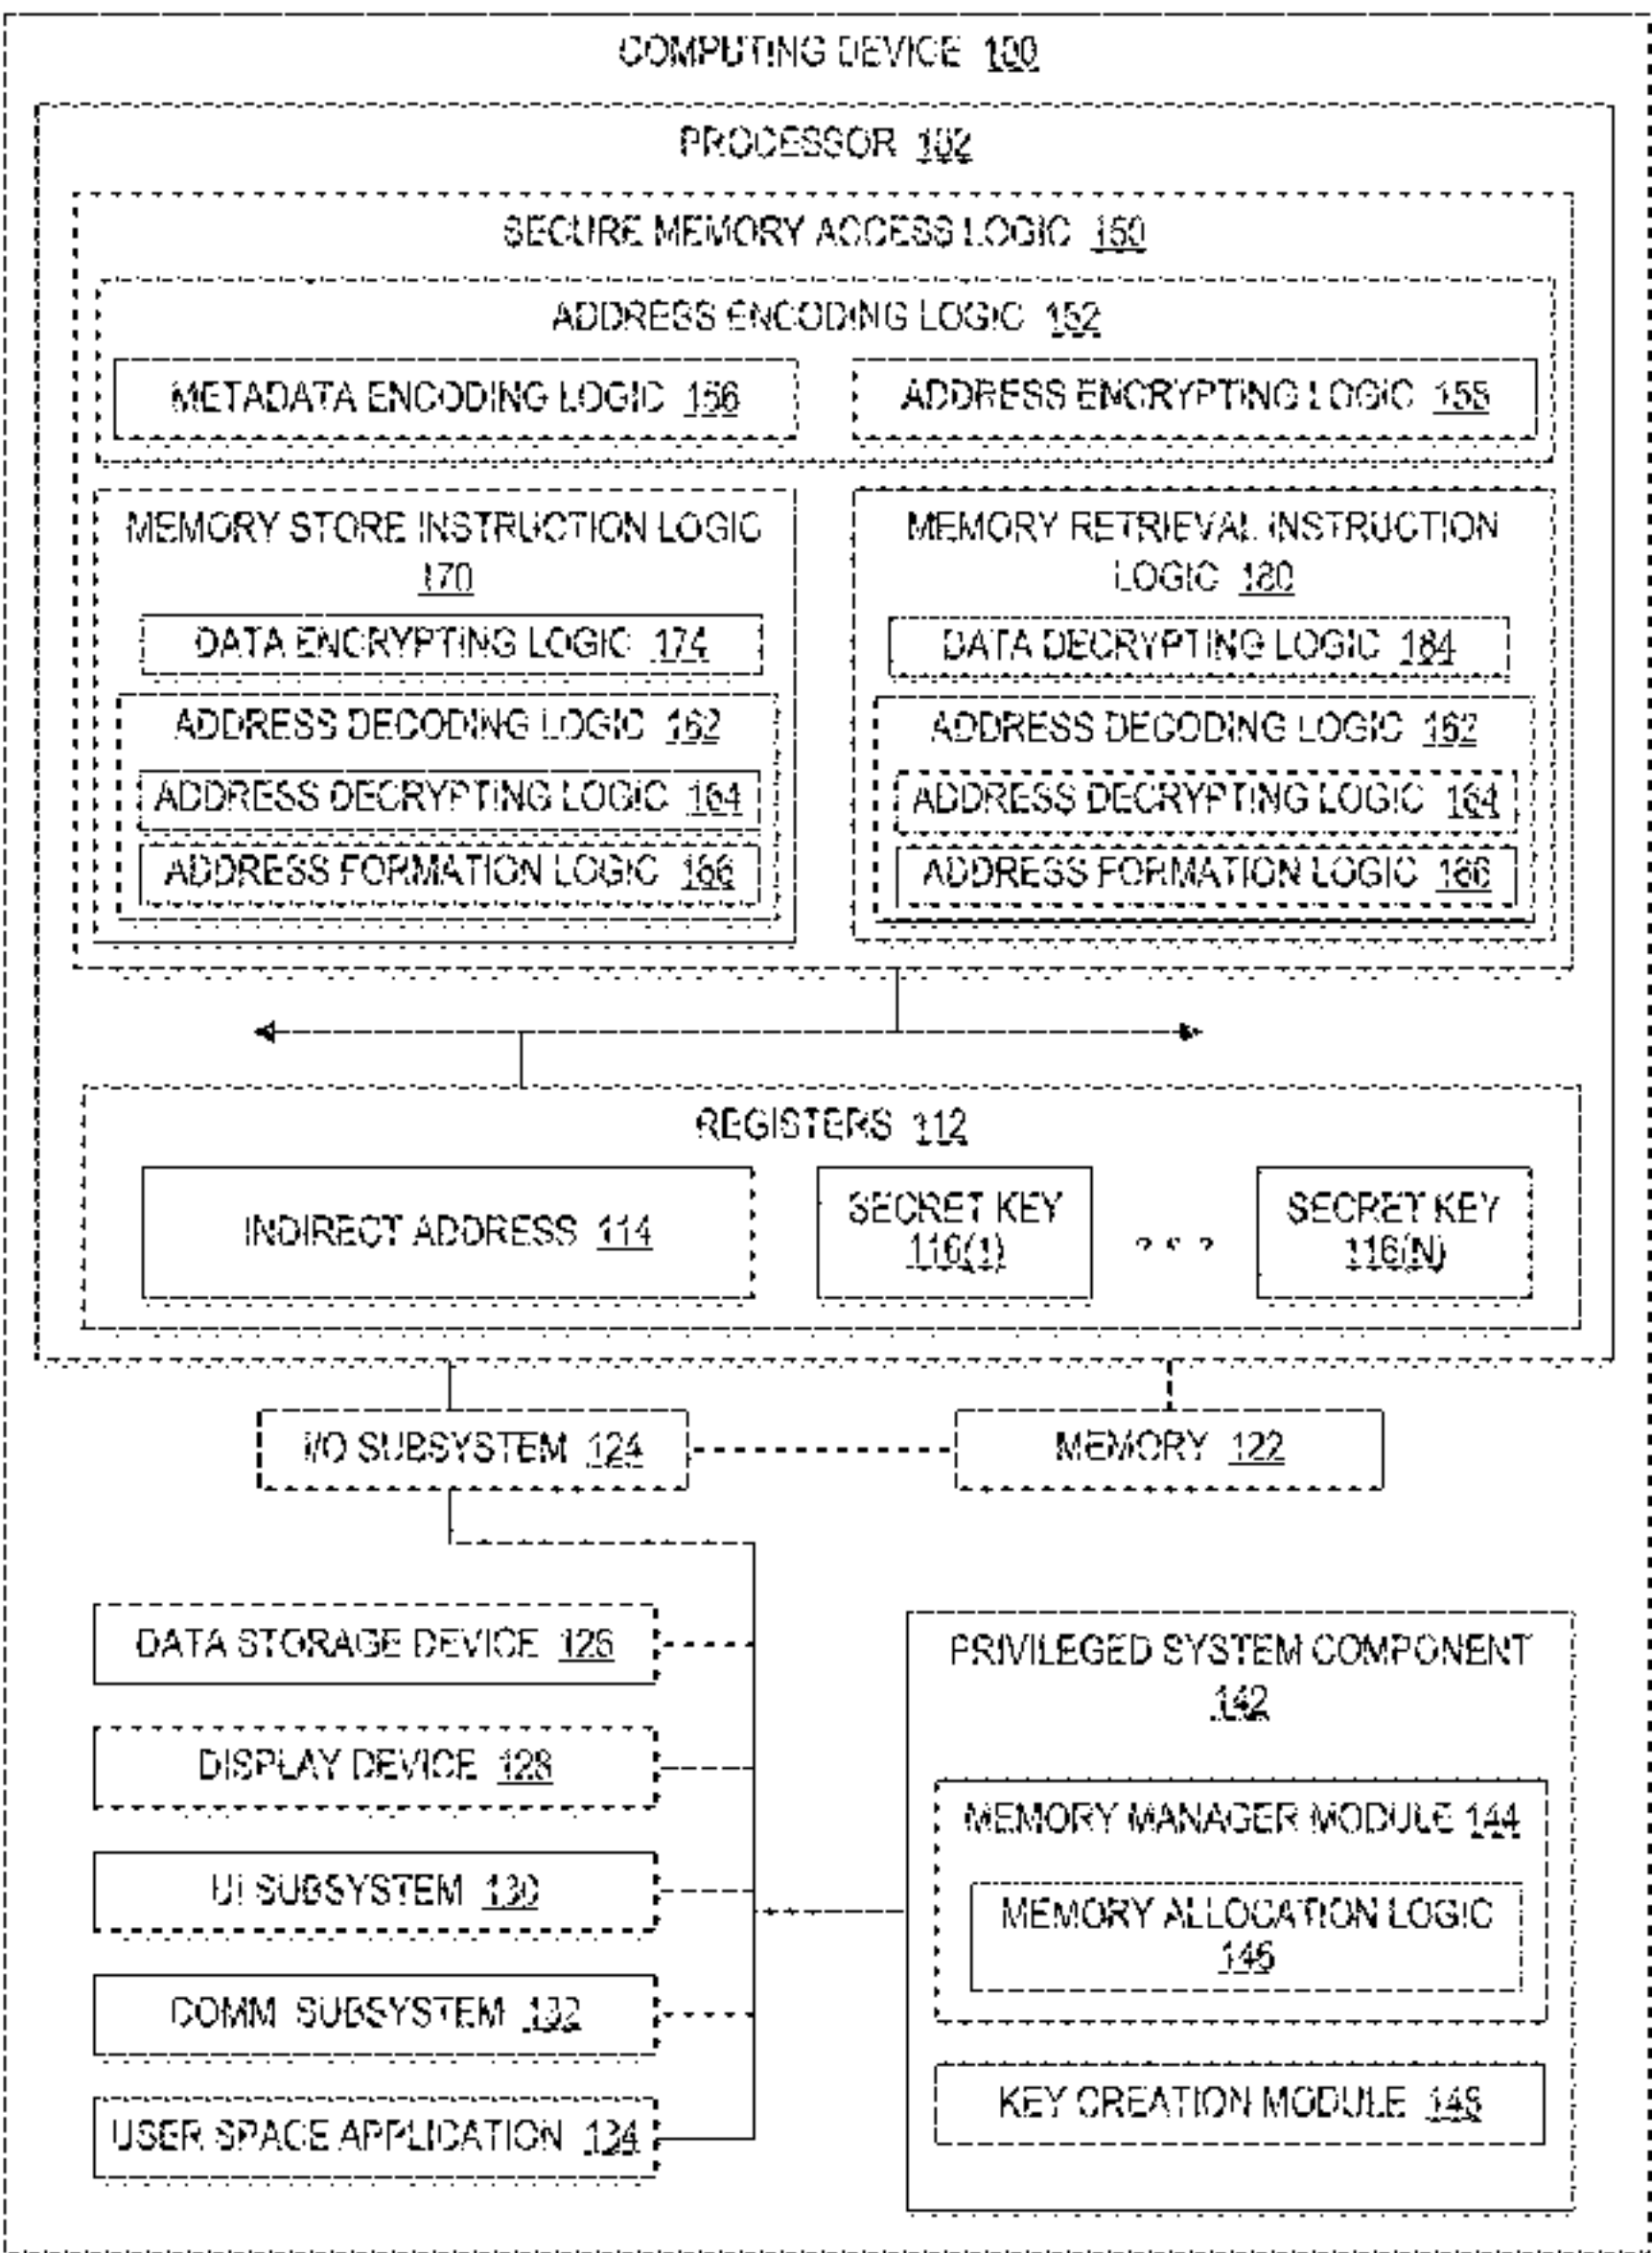 COMPUTING DEVICE 100
PROCESSOR 102
SECURE MEMORY ACCESS LOGIC 150
ADDRESS ENCODING LOGIC 152
METADATA ENCODING LOGIC 156
ADDRESS ENCRYPTING LOGIC 158
MEMORY STORE INSTRUCTION LOGIC
170
DATA ENCRYPTING LOGIC 174
ADDRESS DECODING LOGIC 162
ADDRESS DECRYPTING LOGIC 164
ADDRESS FORMATION LOGIC 166
MEMORY RETRIEVAL INSTRUCTION
LOGIC 180
DATA DECRYPTING LOGIC 184
ADDRESS DECODING LOGIC 162
ADDRESS DECRYPTING LOGIC 164
ADDRESS FORMATION LOGIC 166
REGISTERS 112
INDIRECT ADDRESS 114
SECRET KEY
116(1)
SECRET KEY
116(N)
I/O SUBSYSTEM 124
MEMORY 122
DATA STORAGE DEVICE 126
DISPLAY DEVICE 128
UI SUBSYSTEM 130
COMM SUBSYSTEM 132
USER SPACE APPLICATION 134
PRIVILEGED SYSTEM COMPONENT
142
MEMORY MANAGER MODULE 144
MEMORY ALLOCATION LOGIC
146
KEY CREATION MODULE 148